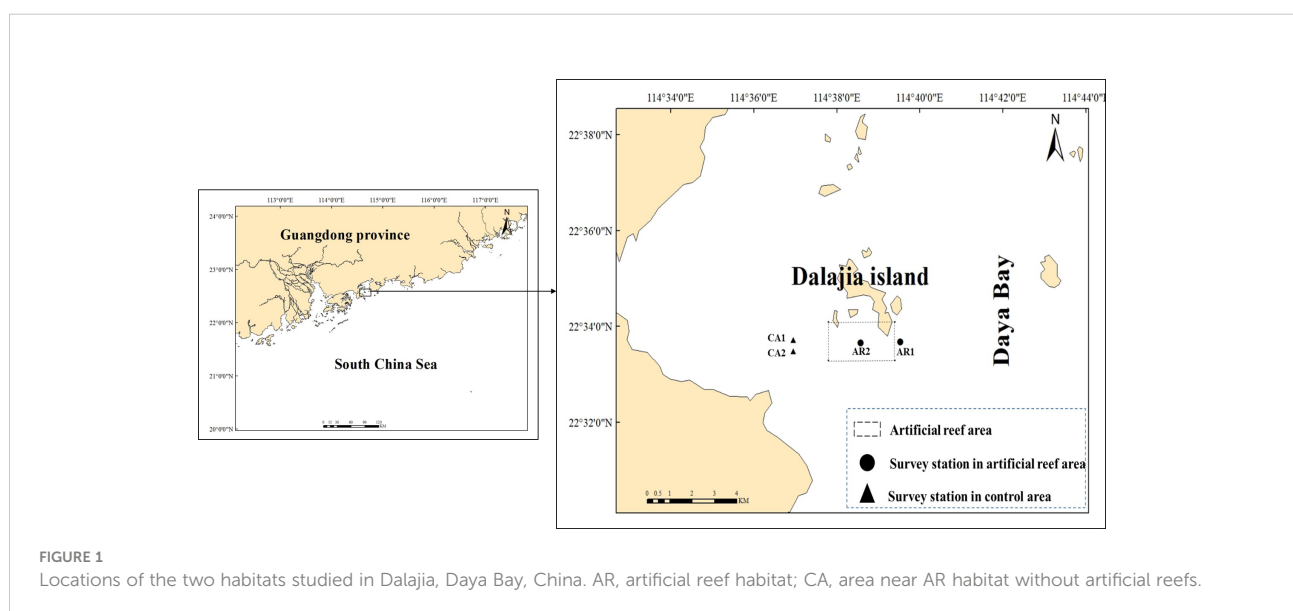 113°0'0"E 114°0'0"E 115°0'0"E 116°0'0"E 117°0'0"E
24°0'0"N
23°0'0"N
22°0'0"N
21°0'0"N
20°0'0"N
N
Guangdong province
South China Sea
KM
114°34'0"E 114°36'0"E 114°38'0"E 114°40'0"E 114°42'0"E 114°44'0"E
22°38'0"N
22°36'0"N
22°34'0"N
22°32'0"N
N
Dalajia island
Daya Bay
CA1
CA2
AR2
AR1
Artificial reef area
Survey station in artificial reef area
Survey station in control area
0 0.5 1 2 3 4
KM
FIGURE 1
Locations of the two habitats studied in Dalajia, Daya Bay, China. AR, artificial reef habitat; CA, area near AR habitat without artificial reefs.